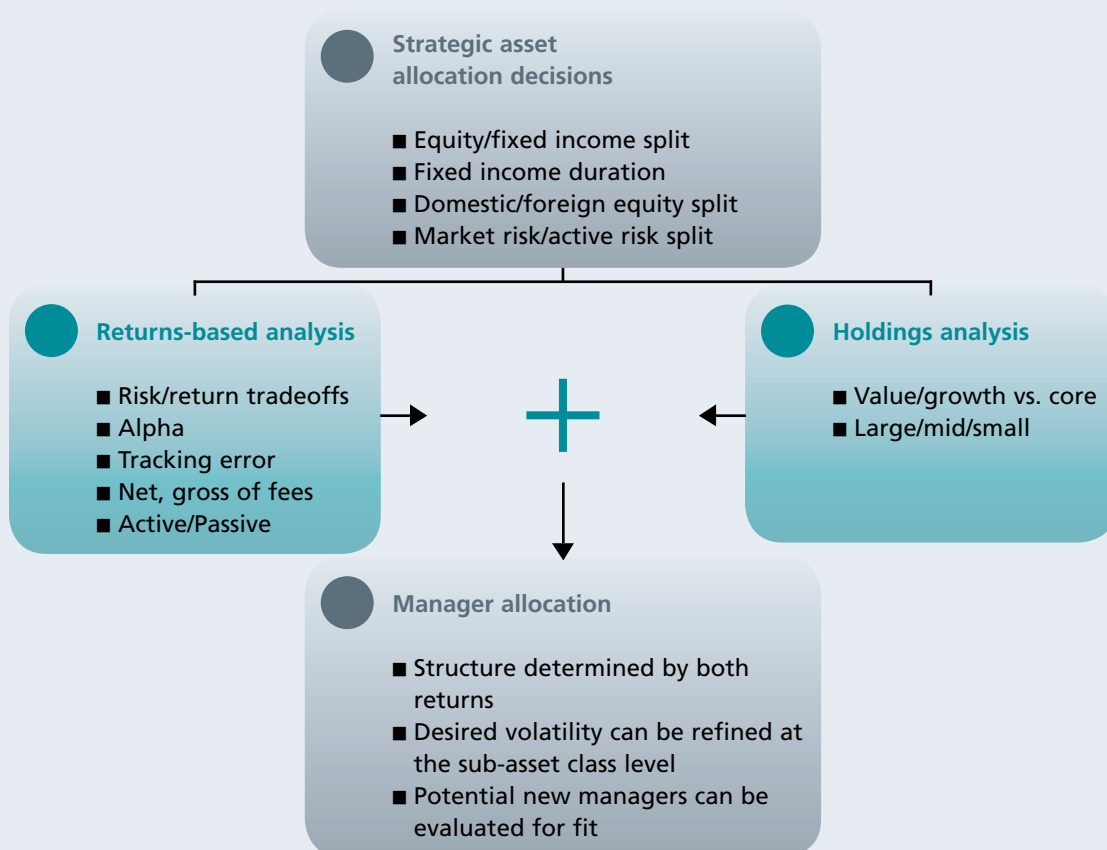 Strategic asset
allocation decisions
■ Equity/fixed income split
■ Fixed income duration
■ Domestic/foreign equity split
■ Market risk/active risk split
Returns-based analysis
■ Risk/return tradeoffs
■ Alpha
■ Tracking error
■ Net, gross of fees
■ Active/Passive
Holdings analysis
■ Value/growth vs. core
■ Large/mid/small
Manager allocation
■ Structure determined by both
returns
■ Desired volatility can be refined at
the sub-asset class level
■ Potential new managers can be
evaluated for fit